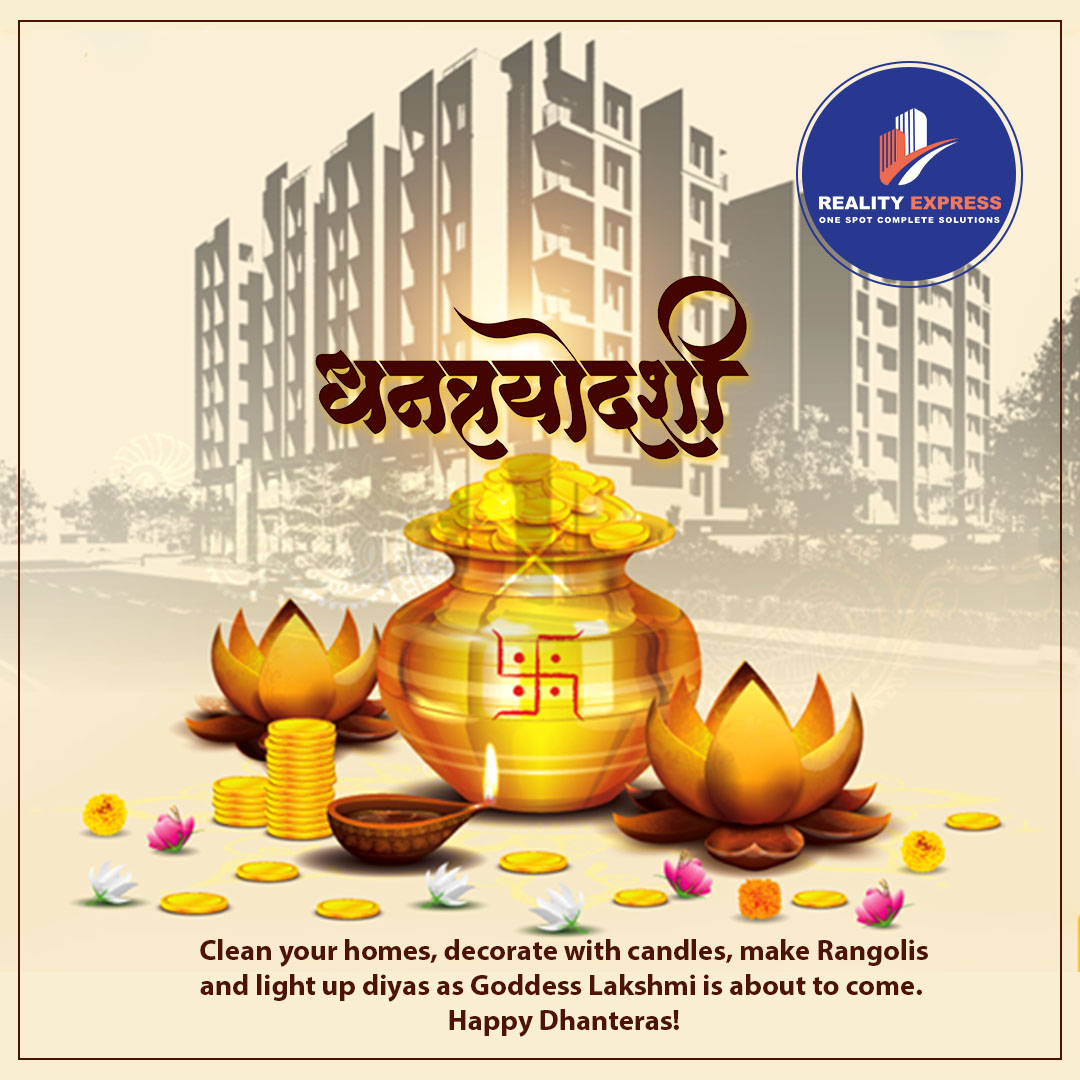 REALITY EXPRESS
ONE SPOT COMPLETE SOLUTIONS
धनत्रयोदशी
Clean your homes, decorate with candles, make Rangolis
and light up diyas as Goddess Lakshmi is about to come.
Happy Dhanteras!